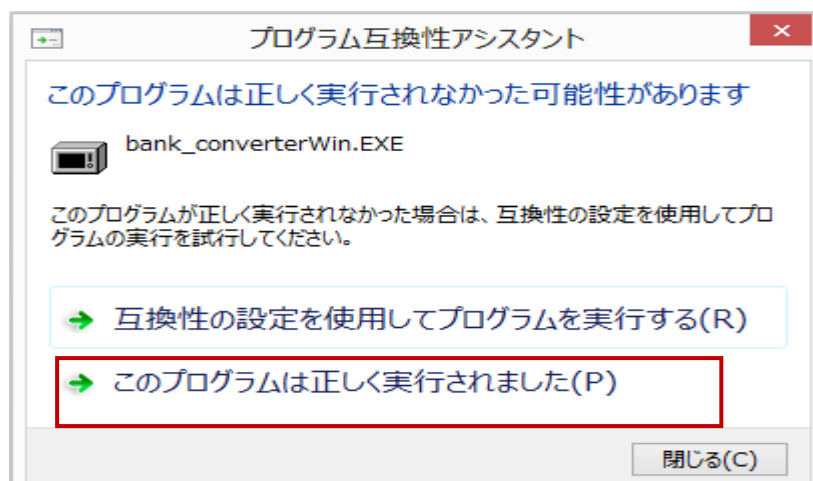 プログラム互換性アシスタント
このプログラムは正しく実行されなかった可能性があります
bank_converterWin.EXE
このプログラムが正しく実行されなかった場合は、互換性の設定を使用してプロ
グラムの実行を試行してください。
互換性の設定を使用してプログラムを実行する(R)
このプログラムは正しく実行されました(P)
閉じる(C)